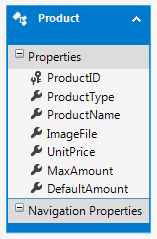 Product
Properties
ProductID
ProductType
ProductName
ImageFile
UnitPrice
MaxAmount
DefaultAmount
Navigation Properties